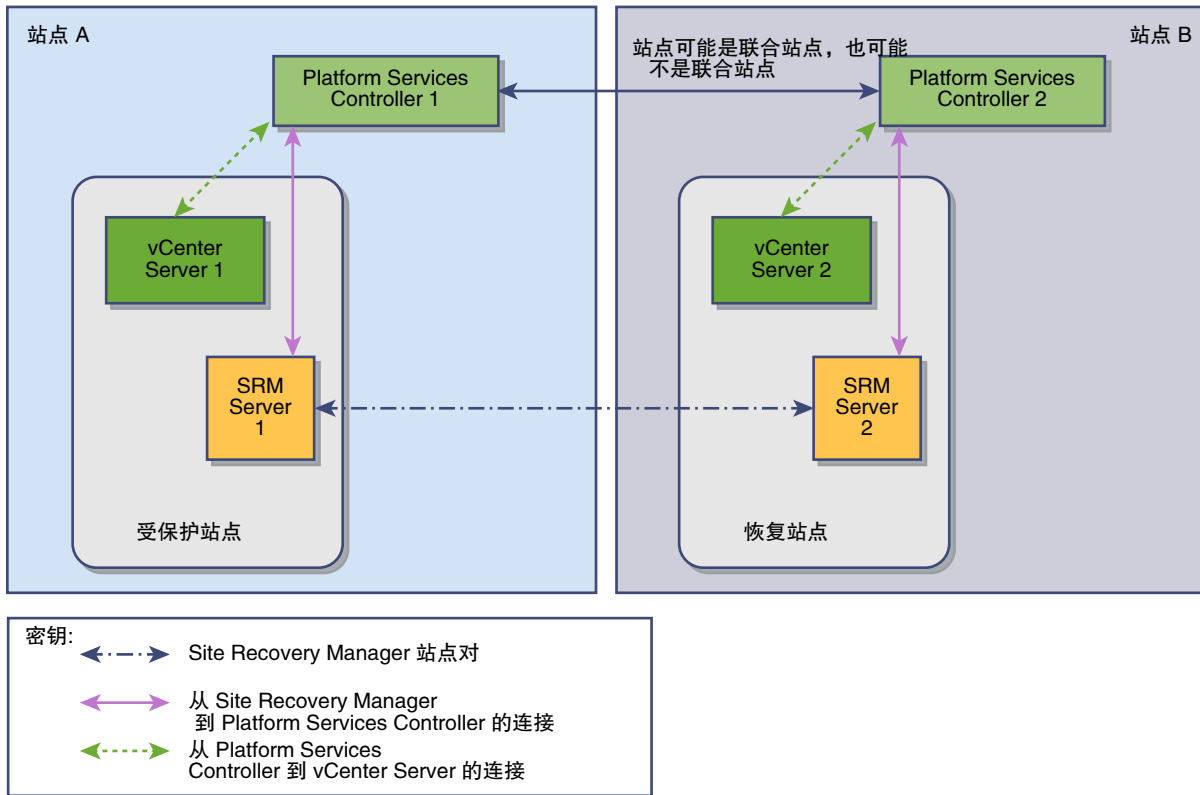 站点 A
Platform Services
Controller 1
vCenter
Server 1
SRM
Server
1
受保护站点
站点可能是联合站点，也可能
不是联合站点
站点 B
Platform Services
Controller 2
vCenter
Server 2
SRM
Server
2
恢复站点
密钥:
Site Recovery Manager 站点对
从 Site Recovery Manager
到 Platform Services Controller 的连接
从 Platform Services
Controller 到 vCenter Server 的连接